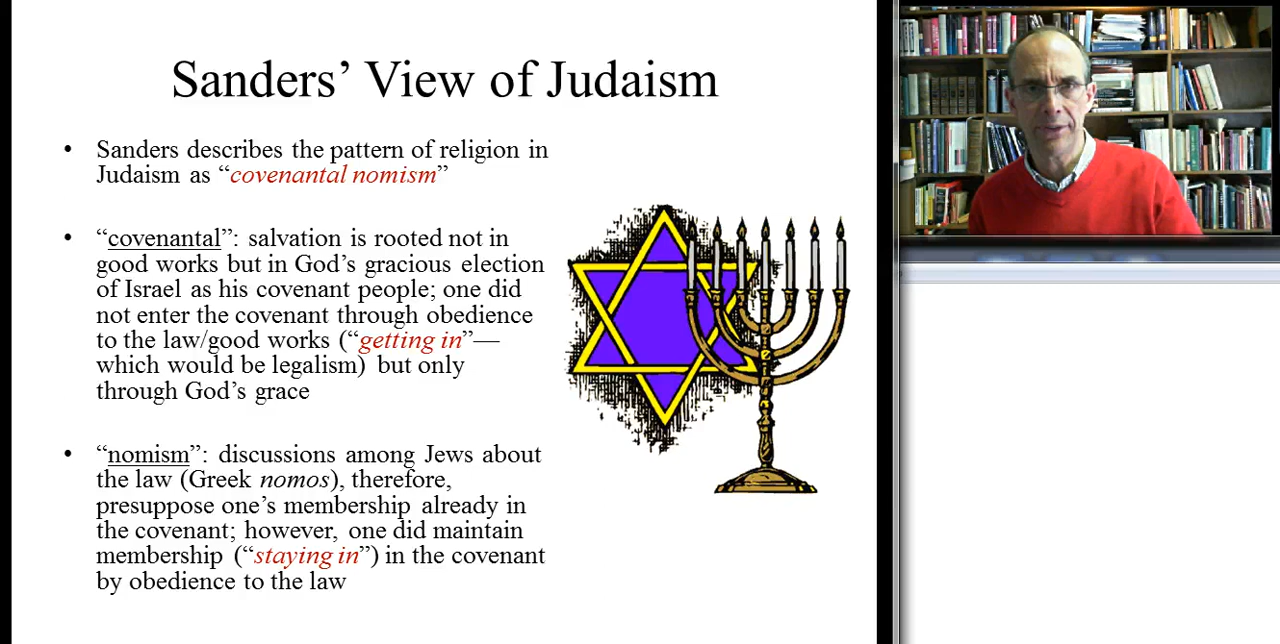 Sanders’ View of Judaism
• Sanders describes the pattern of religion in
Judaism as “covenantal nomism”
• “covenantal”: salvation is rooted not in
good works but in God’s gracious election
of Israel as his covenant people; one did
not enter the covenant through obedience
to the law/good works (“getting in”—
which would be legalism) but only
through God’s grace
• “nomism”: discussions among Jews about
the law (Greek nomos), therefore,
presuppose one’s membership already in
the covenant; however, one did maintain
membership (“staying in”) in the covenant
by obedience to the law